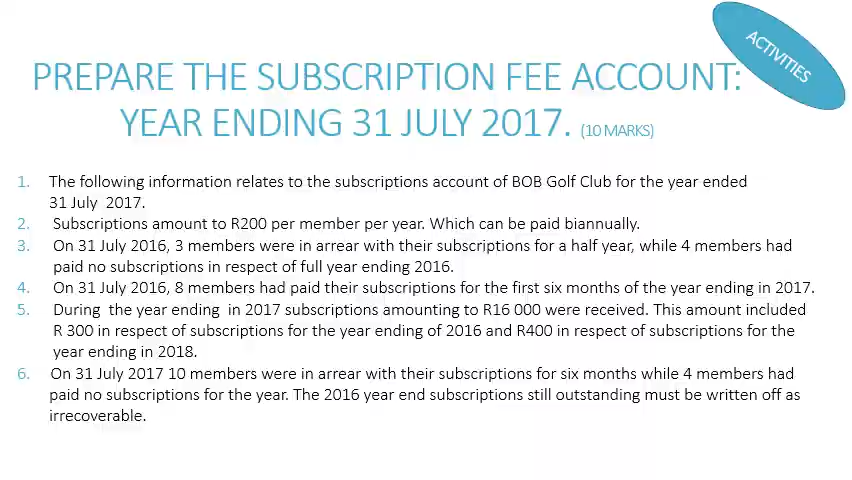 ACTIVITIES
PREPARE THE SUBSCRIPTION FEE ACCOUNT:
YEAR ENDING 31 JULY 2017. (10 MARKS)
1. The following information relates to the subscriptions account of BOB Golf Club for the year ended
31 July 2017.
2. Subscriptions amount to R200 per member per year. Which can be paid biannually.
3. On 31 July 2016, 3 members were in arrear with their subscriptions for a half year, while 4 members had
paid no subscriptions in respect of full year ending 2016.
4. On 31 July 2016, 8 members had paid their subscriptions for the first six months of the year ending in 2017.
5. During the year ending in 2017 subscriptions amounting to R16 000 were received. This amount included
R 300 in respect of subscriptions for the year ending of 2016 and R400 in respect of subscriptions for the
year ending in 2018.
6. On 31 July 2017 10 members were in arrear with their subscriptions for six months while 4 members had
paid no subscriptions for the year. The 2016 year end subscriptions still outstanding must be written off as
irrecoverable.